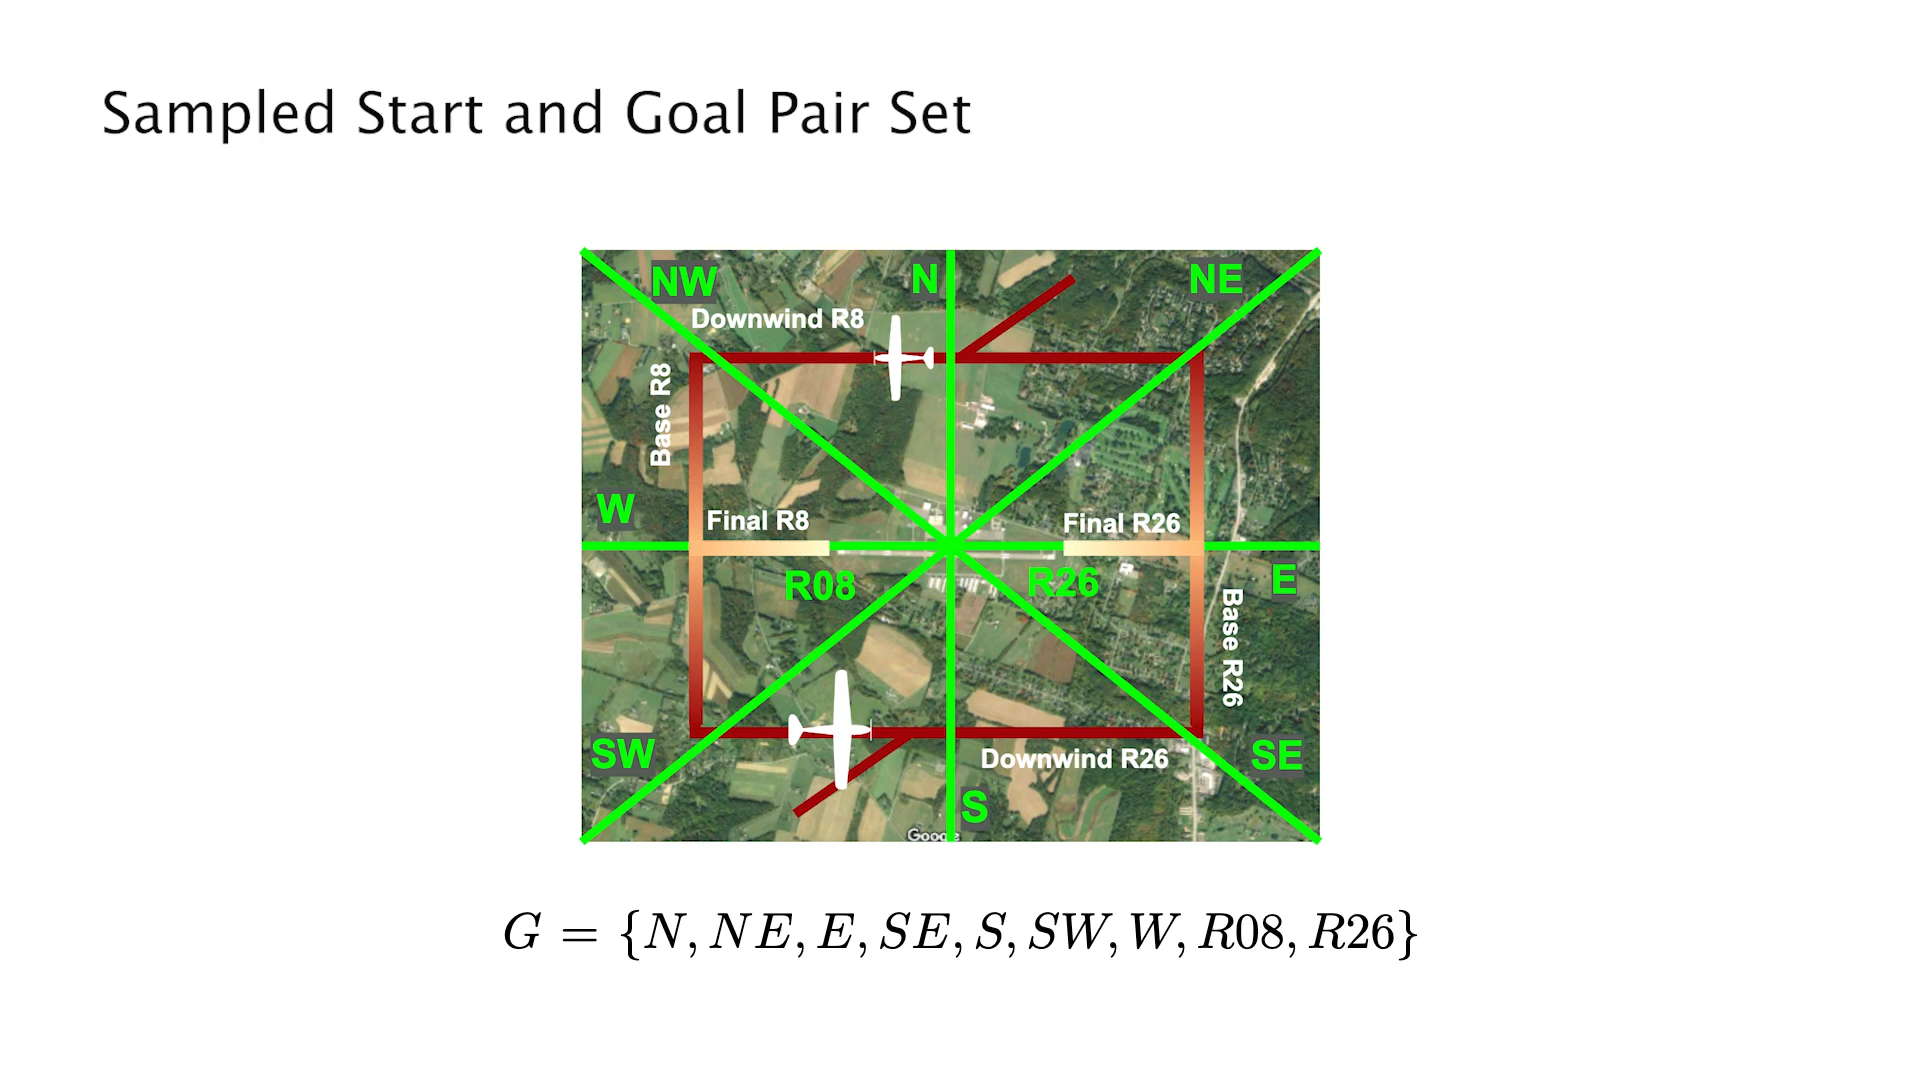 Sampled Start and Goal Pair Set
NW
N
NE
Downwind R8
Base R8
W
Final R8
Final R26
R08
R26
E
Base R26
SW
SE
Downwind R26
S
Google
G = {N, NE, E, SE, S, SW, W, R08, R26}